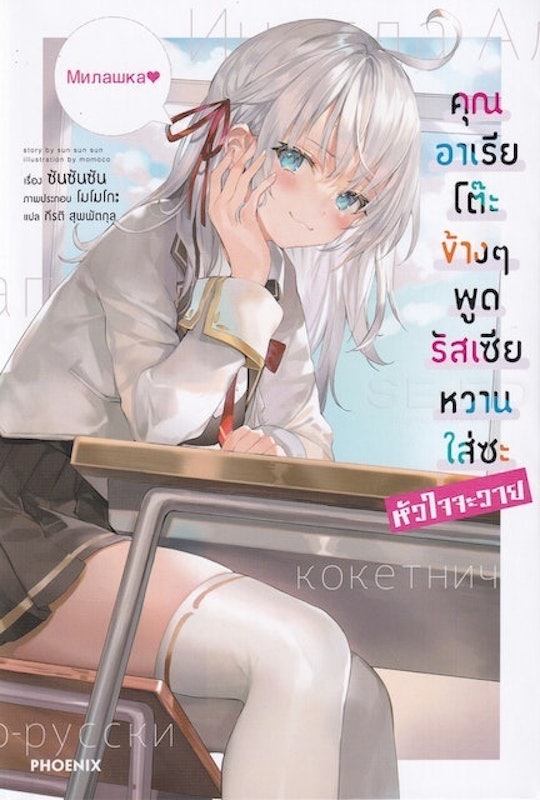 Милашка❤
story by sun sun sun
illustration by momoco
เรื่อง ซันซันซัน
ภาพประกอบ โมโมโกะ
แปล กีรติ สุพพัตกุล
คุณ
อาเรีย
โต๊ะ
ข้างๆ
พูด
รัสเซีย
หวาน
ใส่ซะ
หัวใจจะวาย
кокетнич
о-русски
PHOENIX